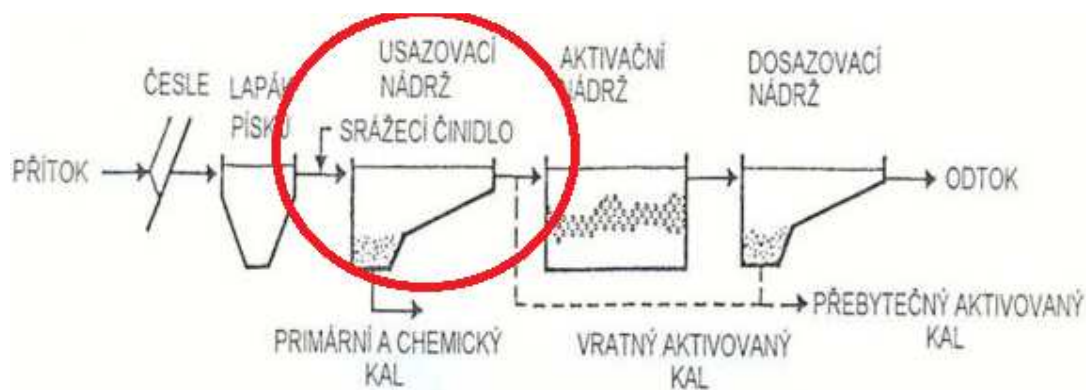 ČESLE
LAPÁK
PÍSKU
USAZOVACÍ
NÁDRŽ
AKTIVAČNÍ
NÁDRŽ
DOSAZOVACÍ
NÁDRŽ
SRÁŽECÍ ČINIDLO
PŘÍTOK
ODTOK
PRIMÁRNÍ A CHEMICKÝ
KAL
VRATNÝ AKTIVOVANÝ
KAL
PŘEBYTEČNÝ AKTIVOVANÝ
KAL